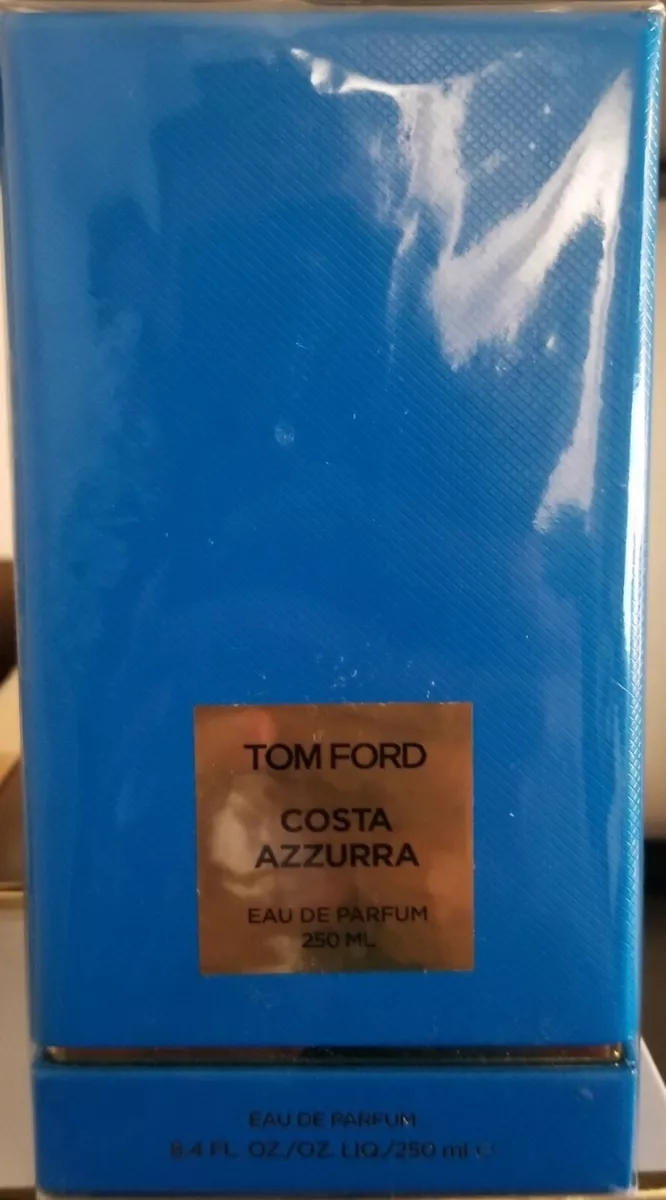 TOM FORD
COSTA
AZZURRA
EAU DE PARFUM
250 ML
EAU DE PARFUM
8.4 FL. OZ./OZ. LIQ./250 ml ℮